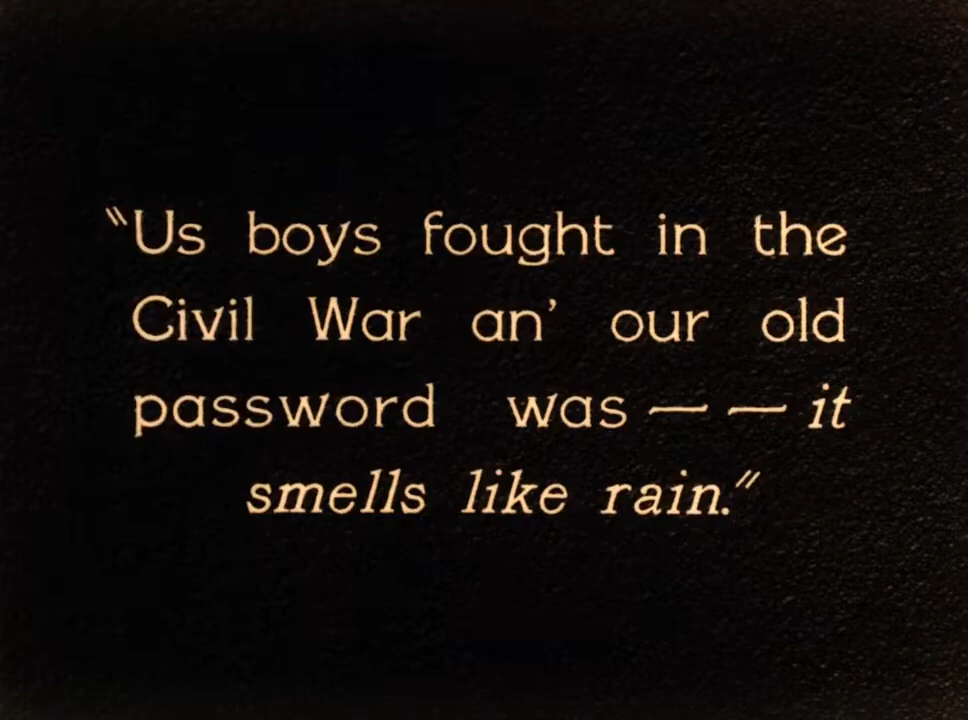 "Us boys fought in the
Civil War an' our old
password was — — it
smells like rain."